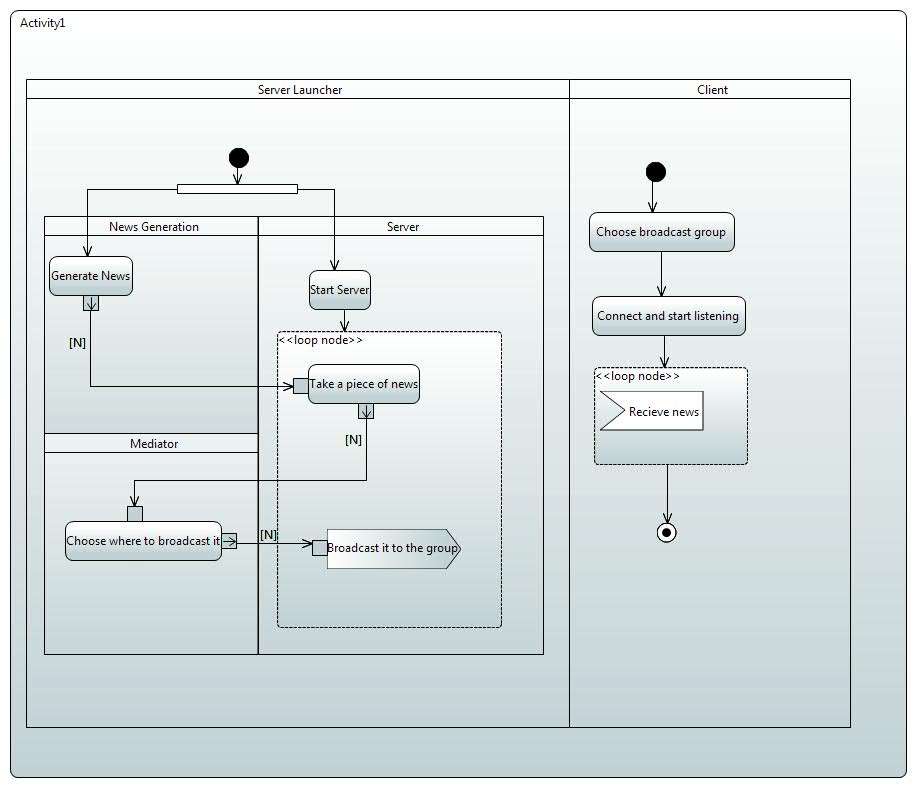 Activity1
Server Launcher
Client
News Generation
Server
Choose broadcast group
Generate News
Start Server
Connect and start listening
[N]
<<loop node>>
<<loop node>>
Take a piece of news
Recieve news
[N]
Mediator
Choose where to broadcast it
[N]
Broadcast it to the group